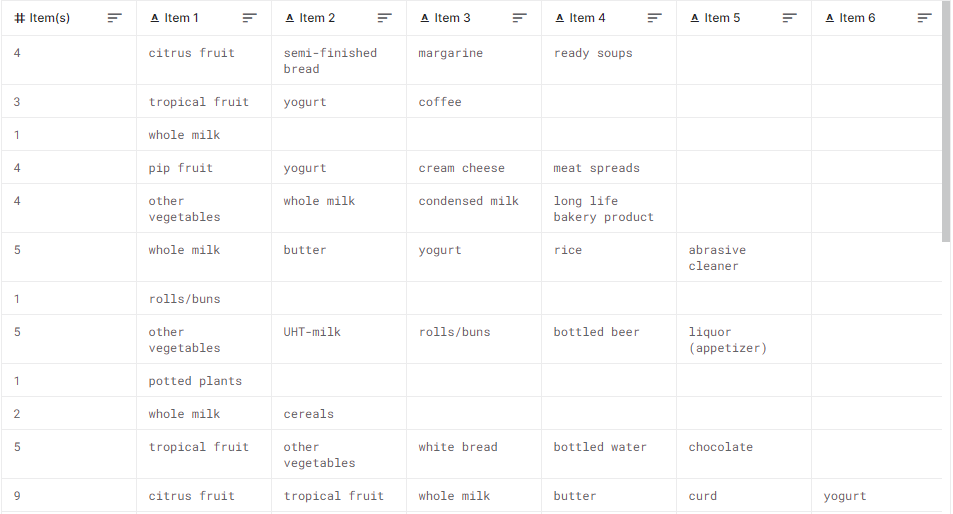 # Item(s) A Item 1 A Item 2 A Item 3 A Item 4 A Item 5 A Item 6
4 citrus fruit semi-finished bread margarine ready soups
3 tropical fruit yogurt coffee
1 whole milk
4 pip fruit yogurt cream cheese meat spreads
4 other vegetables whole milk condensed milk long life bakery product
5 whole milk butter yogurt rice abrasive cleaner
1 rolls/buns
5 other vegetables UHT-milk rolls/buns bottled beer liquor (appetizer)
1 potted plants
2 whole milk cereals
5 tropical fruit other vegetables white bread bottled water chocolate
9 citrus fruit tropical fruit whole milk butter curd yogurt